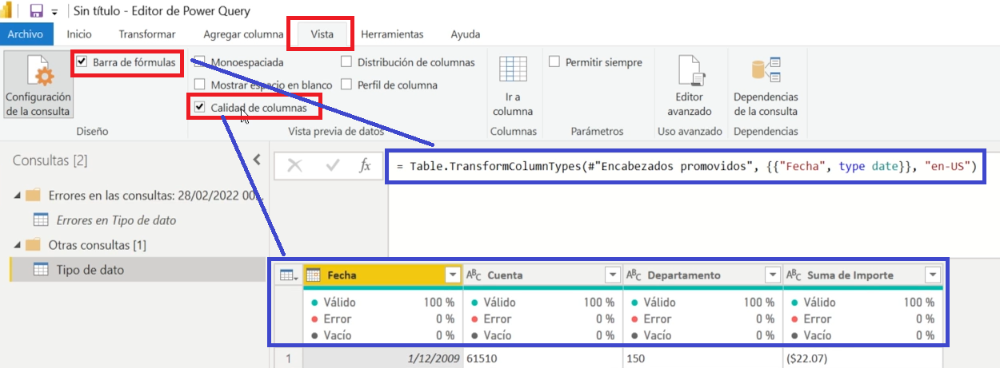 Sin título - Editor de Power Query
Archivo Inicio Transformar Agregar columna Vista Herramientas Ayuda
Barra de fórmulas Monoespaciada Distribución de columnas Permitir siempre
Mostrar espacio en blanco Perfil de columna
Calidad de columnas
Configuración de la consulta
Ir a columna
Editor avanzado
Dependencias de la consulta
Diseño Vista previa de datos Columnas Parámetros Uso avanzado Dependencias
Consultas [2]
fx = Table.TransformColumnTypes(#"Encabezados promovidos", {{"Fecha", type date}}, "en-US")
Errores en las consultas: 28/02/2022 00...
Errores en Tipo de dato
Otras consultas [1]
Tipo de dato
Fecha ABC Cuenta ABC Departamento ABC Suma de Importe
Válido 100 % Válido 100 % Válido 100 % Válido 100 %
Error 0 % Error 0 % Error 0 % Error 0 %
Vacío 0 % Vacío 0 % Vacío 0 % Vacío 0 %
1 1/12/2009 61510 150 ($22.07)